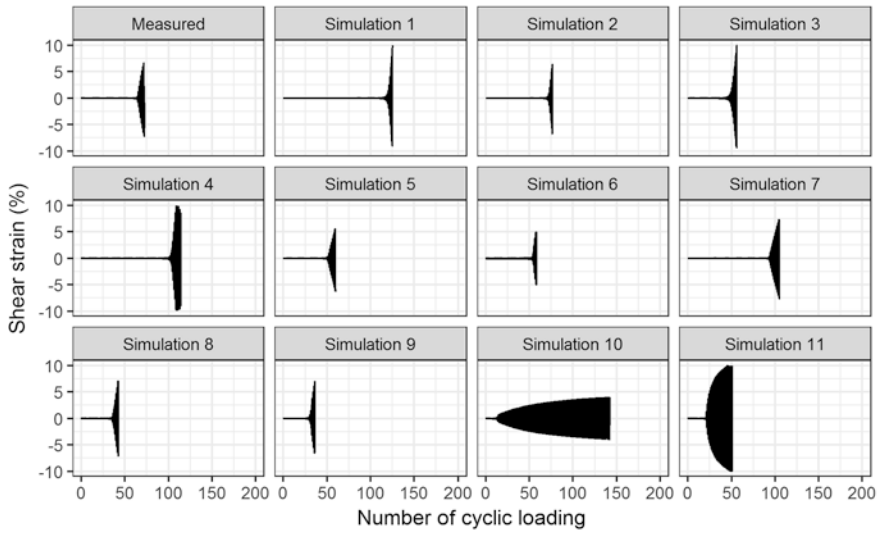 Measured Simulation 1 Simulation 2 Simulation 3
10
5
0
-5
-10
Simulation 4 Simulation 5 Simulation 6 Simulation 7
10
5
0
-5
-10
Shear strain (%)
Simulation 8 Simulation 9 Simulation 10 Simulation 11
10
5
0
-5
-10
0 50 100 150 200 0 50 100 150 200 0 50 100 150 200 0 50 100 150 200
Number of cyclic loading